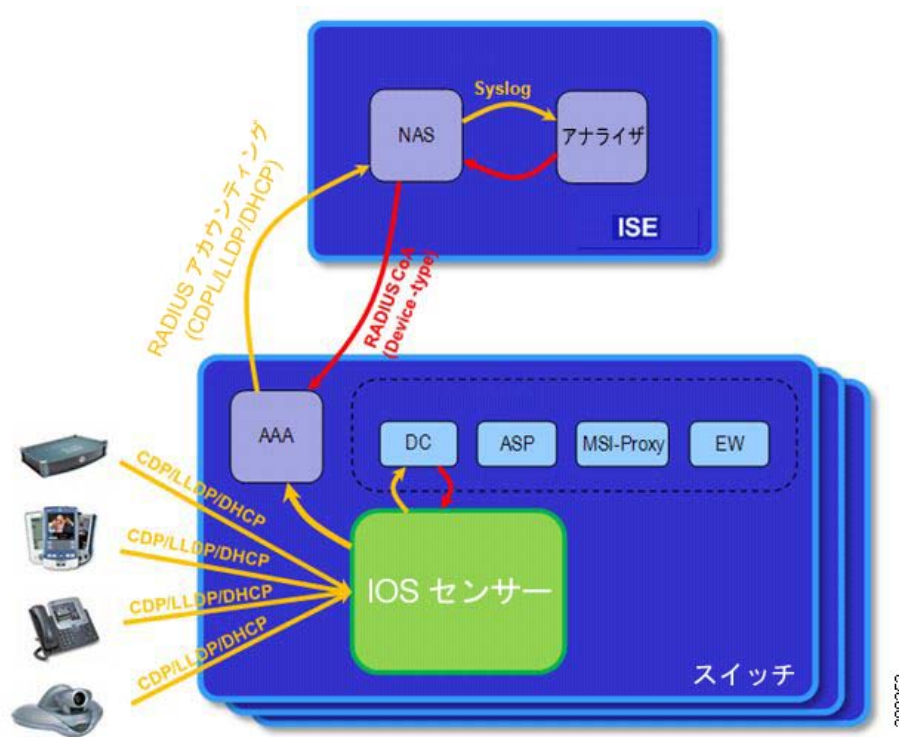 Syslog
NAS
アナライザ
ISE
RADIUS アカウンティング
(CDPL/LLDP/DHCP)
RADIUS CoA
(Device -type)
AAA
DC
ASP
MSI-Proxy
EW
CDP/LLDP/DHCP
CDP/LLDP/DHCP
CDP/LLDP/DHCP
CDP/LLDP/DHCP
IOS センサー
スイッチ